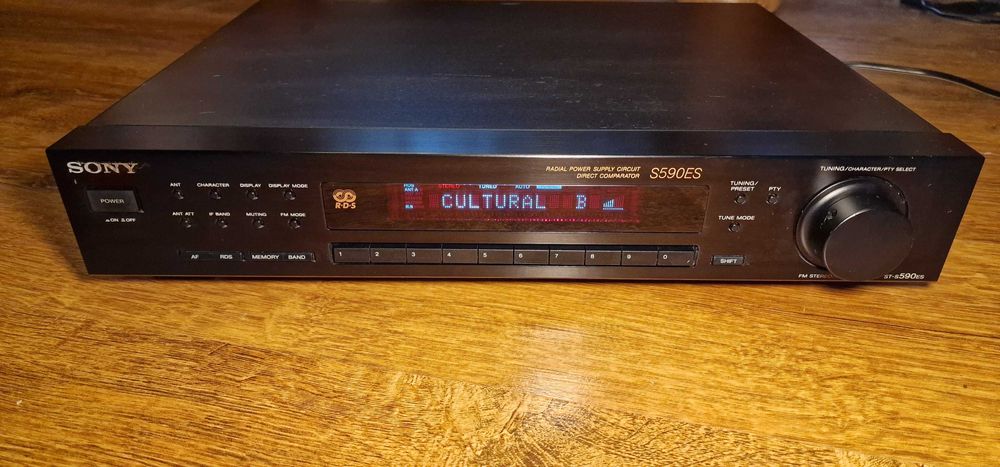 SONY
POWER
ON OFF
ANT CHARACTER DISPLAY DISPLAY MODE
ANT ATT IF BAND MUTING FM MODE
AF RDS MEMORY BAND
R·D·S
RADIAL POWER SUPPLY CIRCUIT
DIRECT COMPARATOR
S590ES
ANT A
STEREO TUNED AUTO
CULTURAL B
1 2 3 4 5 6 7 8 9 0
SHIFT
TUNING/
PRESET
PTY
TUNE MODE
TUNING/CHARACTER/PTY SELECT
FM STEREO
ST-S590ES